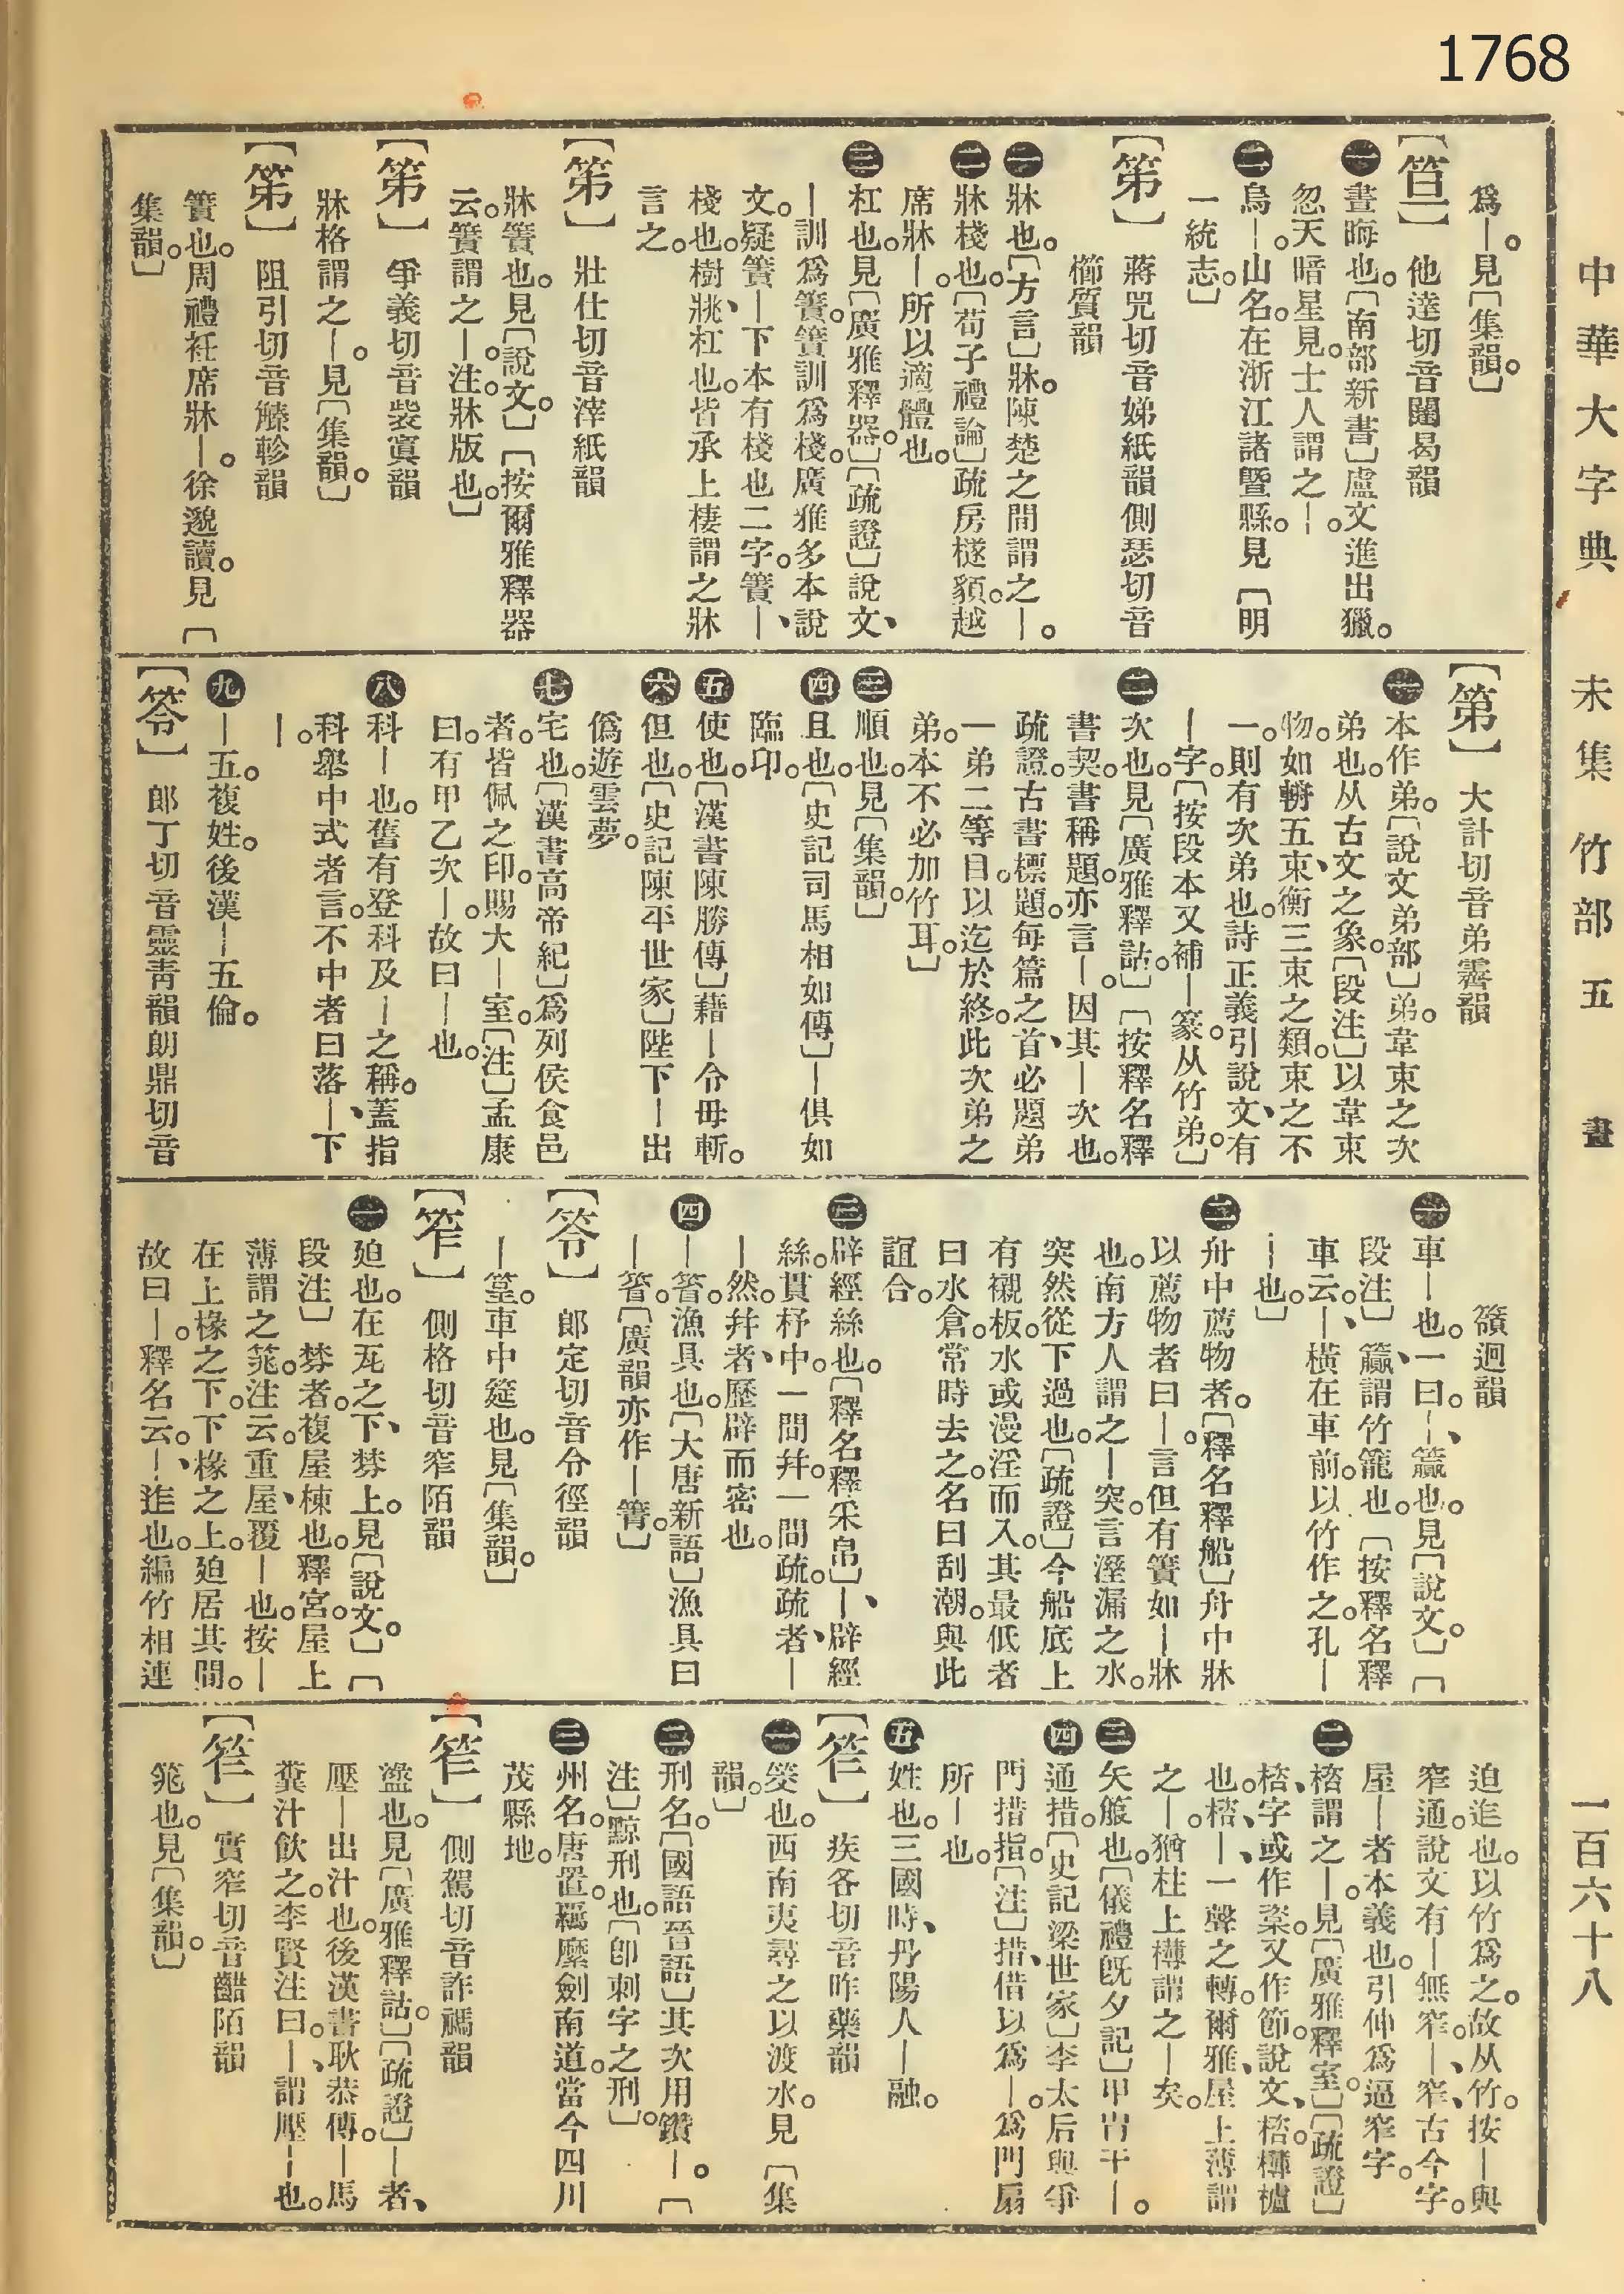 1768
中華大字典　未集　竹部　五畫　一百六十八
爲｜。見〔集韻。〕
【笪】他達切音闥曷韻
㊀晝晦也。〔南部新書〕盧文進出獵。
忽天暗星見。士人謂之｜。
㊁烏｜。山名。在浙江諸曁縣。見〔明
一統志。〕
【笫】蔣兕切音姊紙韻側瑟切音
櫛質韻
㊀牀也。〔方言〕牀。陳楚之間謂之｜。
㊁牀棧也。〔荀子禮論〕疏房檖䫉。越
席牀｜。所以適體也。
㊂杠也。見〔廣雅釋器。〕〔疏證〕說文、
｜訓爲簀。簀訓爲棧。廣雅多本說
文。疑簀｜下本有棧也二字。簀｜、
棧也。樹、牀杠也。皆承上棲謂之牀
言之。
【笫】壯仕切音滓紙韻
牀簀也。見〔說文。〕〔按爾雅釋器
云。簀謂之｜。注。牀版也。〕
【笫】爭義切音裝寘韻
牀格謂之｜。見〔集韻。〕
【笫】阻引切音䲙軫韻
簀也。周禮衽席牀｜。徐邈讀。見〔
集韻。〕
【第】大計切音弟霽韻
㊀本作弟。〔說文弟部〕弟。韋束之次
弟也。从古文之象。〔段注〕以韋束
物。如輈五束、衡三束之類。束之不
一。則有次弟也。詩正義引說文、有
｜字。〔按段本又補｜篆。从竹弟。〕
㊁次也。見〔廣雅釋詁。〕〔按釋名釋
書契。書稱題。亦言｜。因其｜次也。
疏證。古書標題。每篇之首、必題弟
一弟二等目。以迄於終。此次弟之
弟。本不必加竹耳。〕
㊂順也。見〔集韻。〕
㊃且也。〔史記司馬相如傳〕｜俱如
臨卭。
㊄使也。〔漢書陳勝傳〕藉｜令毋斬。
㊅但也。〔史記陳平世家〕陛下｜出
僞遊雲夢。
㊆宅也。〔漢書高帝紀〕爲列侯食邑
者。皆佩之印。賜大｜室。〔注〕孟康
曰。有甲乙次｜。故曰｜也。
㊇科｜也。舊有登科及｜之稱。蓋指
科舉中式者言。不中者曰落｜、下
｜。
㊈｜五。複姓。後漢｜五倫。
【笭】郞丁切音靈靑韻朗鼎切音
䉹迥韻
㊀車｜也。一曰。｜、籝也。見〔說文。〕〔
段注〕籝、謂竹籠也。〔按釋名釋
車云。｜、橫在車前。以竹作之。孔｜
｜也。〕
㊁舟中薦物者。〔釋名釋船〕舟中牀
以薦物者曰｜。言但有簀如｜牀
也。南方人謂之｜突。言溼漏之水。
突然從下過也。〔疏證〕今船底上
有襯板。水或漫淫而入。其最低者
曰水倉。常時去之。名曰刮潮。與此
誼合。
㊂辟經絲也。〔釋名釋采帛〕｜、辟經
絲。貫杼中。一間幷。一間疏。疏者、｜
｜然。幷者、歷辟而密也。
㊃｜箵。漁具也。〔大唐新語〕漁具曰
｜箵。〔廣韻亦作｜䈾。〕
【笭】郞定切音令徑韻
｜篂。車中筵也。見〔集韻。〕
【笮】側格切音窄陌韻
㊀迫也。在瓦之下、棼上。見〔說文。〕〔
段注〕棼者。複屋棟也。釋宮。屋上
薄謂之筄。注云。重屋、覆｜也。按｜
在上椽之下。下椽之上。迫居其間。
故曰｜。釋名云。｜、迮也。編竹相連
迫迮也。以竹爲之。故从竹。按｜與
窄通。說文有｜無窄。｜、窄、古今字。
屋｜者本義也。引伸爲逼窄字。
㊁㭼謂之｜。見〔廣雅釋室。〕〔疏證〕
㭼、字或作楶。又作節。說文、㭼。欂櫨
也。㭼、｜、一聲之轉。爾雅、屋上薄謂
之｜。猶柱上欂謂之｜矣。
㊂矢箙也。〔儀禮旣夕記〕甲冑干｜。
㊃通措。〔史記梁世家〕李太后與爭
門措指。〔注〕措、借以爲｜。爲門扇
所｜也。
㊄姓也。三國時、丹陽人｜融。
【笮】疾各切音昨藥韻
㊀筊也。西南夷尋之以渡水。見〔集
韻。〕
㊁刑名。〔國語晉語〕其次用鑽｜。〔
注〕黥刑也。〔卽刺字之刑。〕
㊂州名。唐置。羈縻劍南道。當今四川
茂縣地。
【笮】側駕切音詐禡韻
㵾也。見〔廣雅釋詁。〕〔疏證〕｜者、
壓｜出汁也。後漢書耿恭傳。｜馬
糞汁飮之。李賢注曰。｜、謂壓｜也。
【笮】實窄切音齰陌韻
筄也。見〔集韻。〕